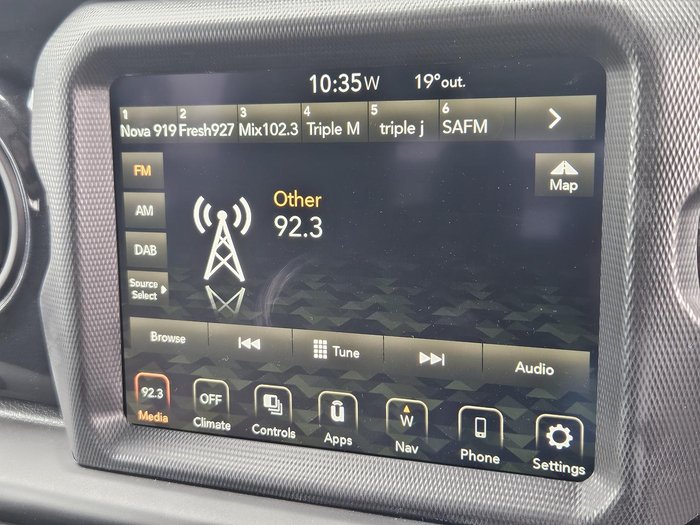 10:35 W 19° out.
1 2 3 4 5 6
Nova 919 Fresh927 Mix102.3 Triple M triple j SAFM
FM
Map
Other
92.3
AM
DAB
Source
Select
Browse Tune Audio
92.3 OFF u W
Media Climate Controls Apps Nav Phone Settings